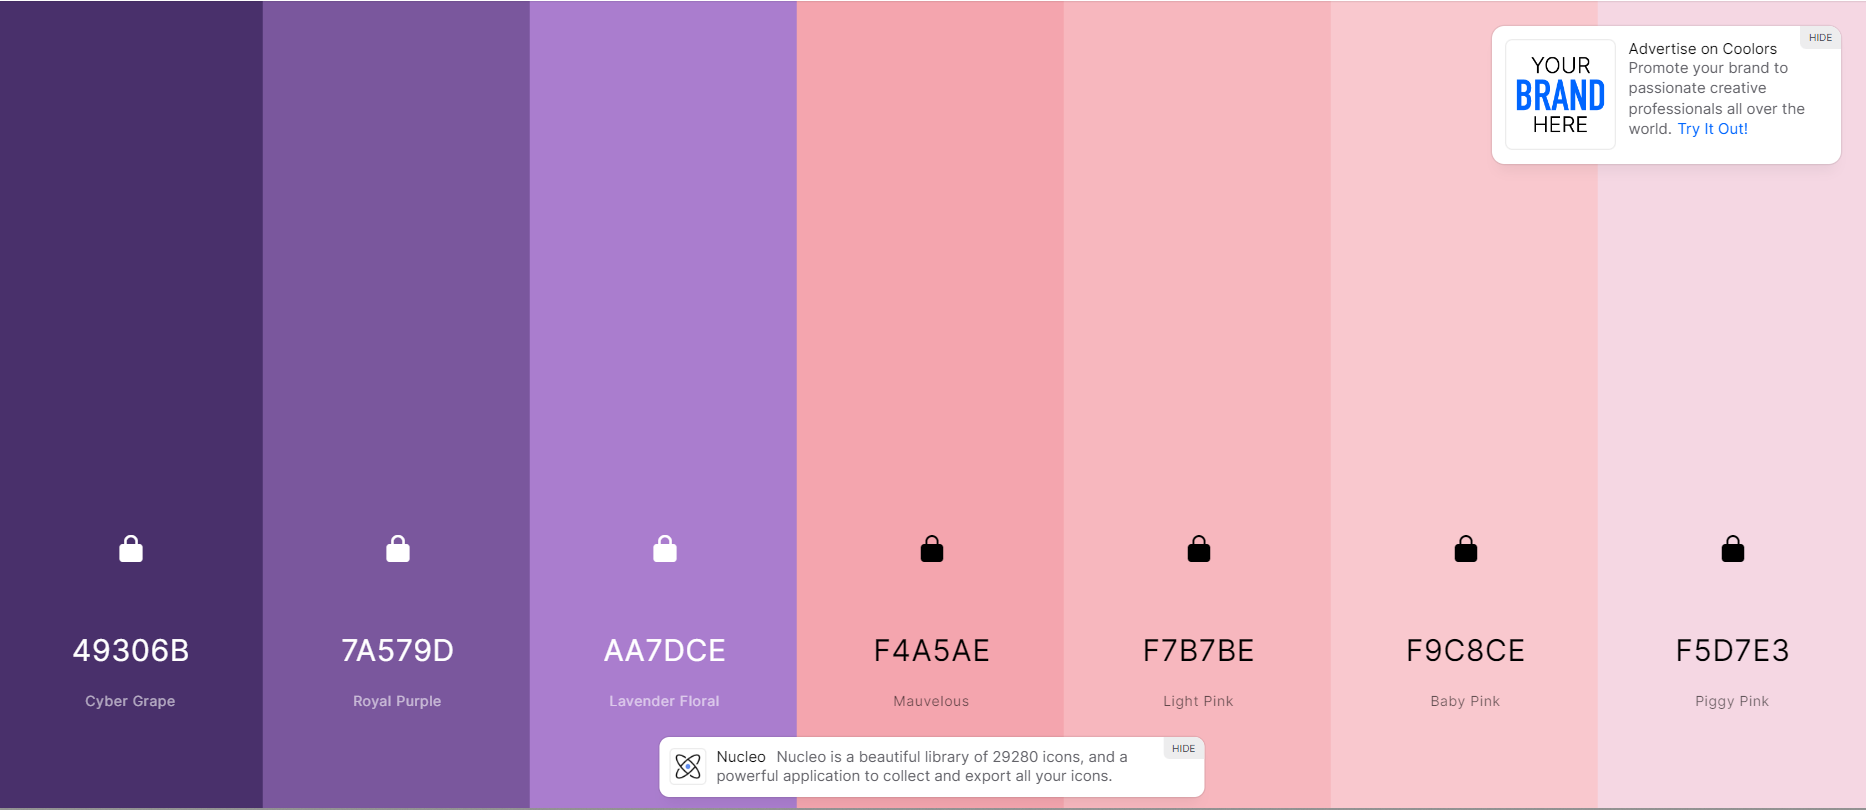 HIDE
YOUR
BRAND
HERE
Advertise on Coolors
Promote your brand to
passionate creative
professionals all over the
world. Try It Out!
49306B
Cyber Grape
7A579D
Royal Purple
AA7DCE
Lavender Floral
F4A5AE
Mauvelous
F7B7BE
Light Pink
F9C8CE
Baby Pink
F5D7E3
Piggy Pink
HIDE
Nucleo Nucleo is a beautiful library of 29280 icons, and a
powerful application to collect and export all your icons.